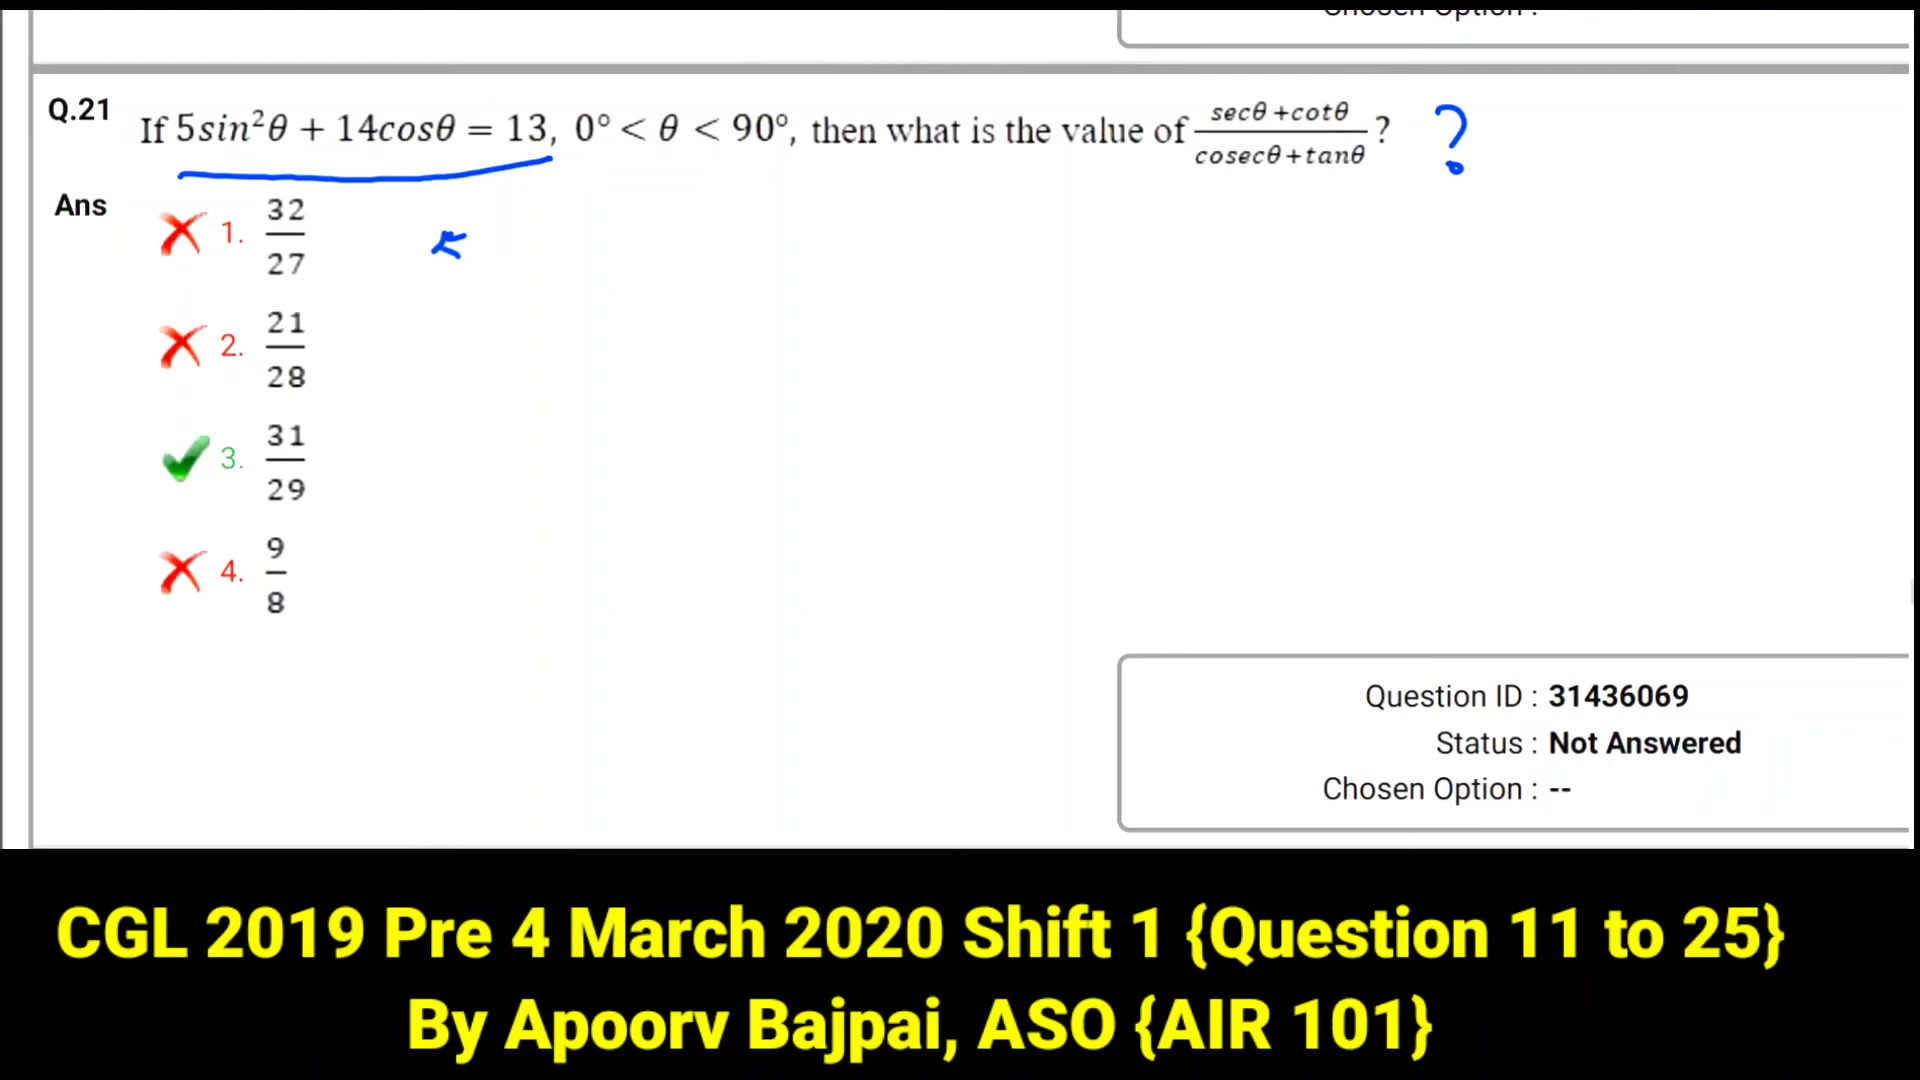 Chosen Option :
Q.21 If 5sin²θ + 14cosθ = 13, 0° < θ < 90°, then what is the value of (secθ +cotθ)/(cosecθ+tanθ)? ?
Ans
1. 32/27
2. 21/28
3. 31/29
4. 9/8
Question ID : 31436069
Status : Not Answered
Chosen Option : --
CGL 2019 Pre 4 March 2020 Shift 1 {Question 11 to 25}
By Apoorv Bajpai, ASO {AIR 101}